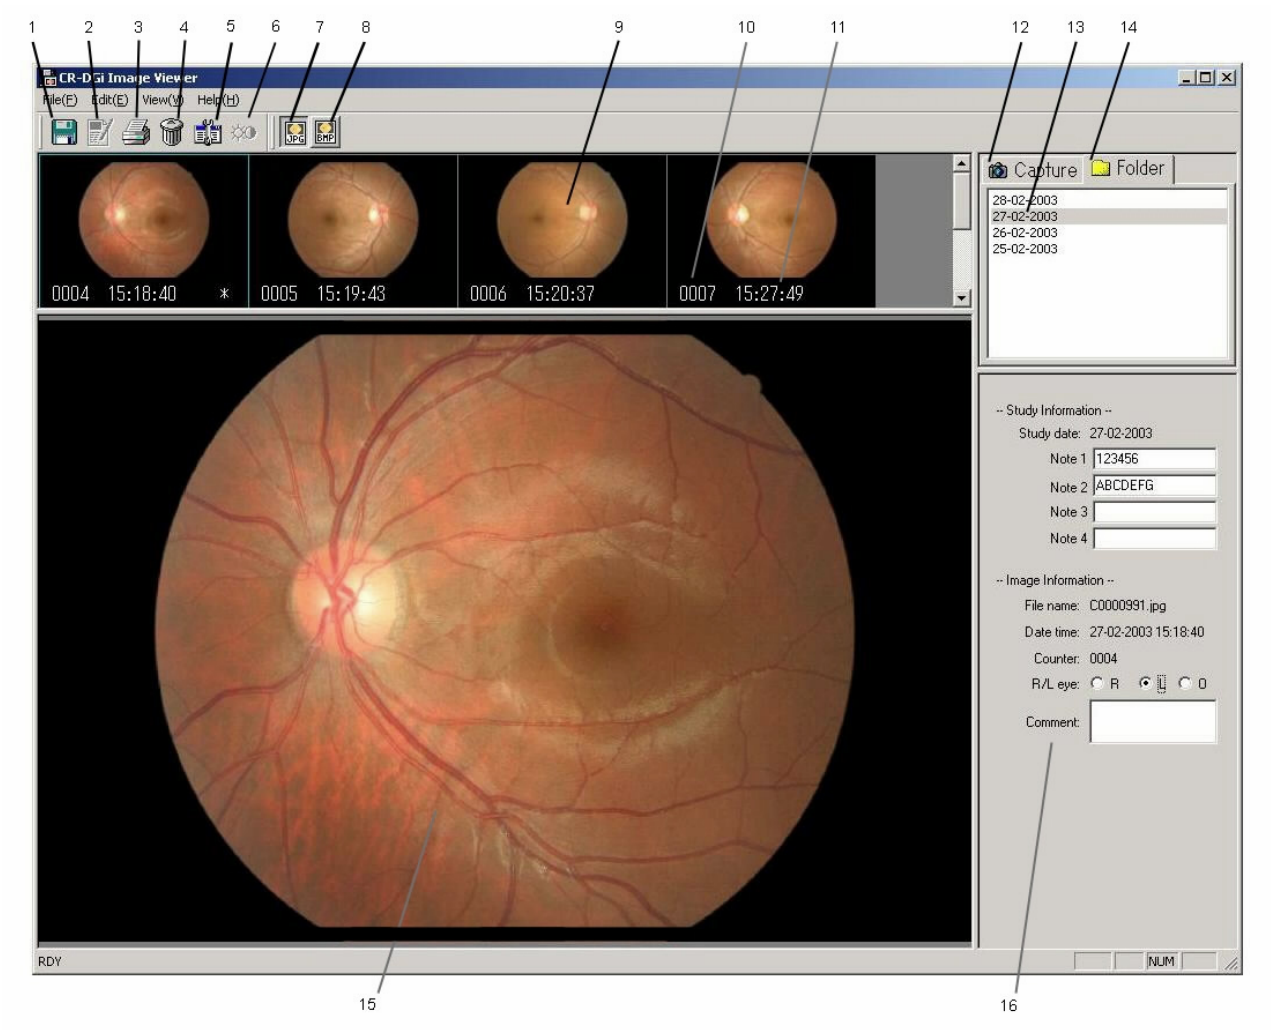 1 2 3 4 5 6 7 8 9 10 11 12 13 14
CR-DGi Image Viewer
File(F) Edit(E) View(V) Help(H)
JPG BMP
0004 15:18:40 *
0005 15:19:43
0006 15:20:37
0007 15:27:49
Capture Folder
28-02-2003
27-02-2003
26-02-2003
25-02-2003
-- Study Information --
Study date: 27-02-2003
Note 1 123456
Note 2 ABCDEFG
Note 3
Note 4
-- Image Information --
File name: C0000991.jpg
Date time: 27-02-2003 15:18:40
Counter: 0004
R/L eye: R L O
Comment:
RDY NUM
15 16